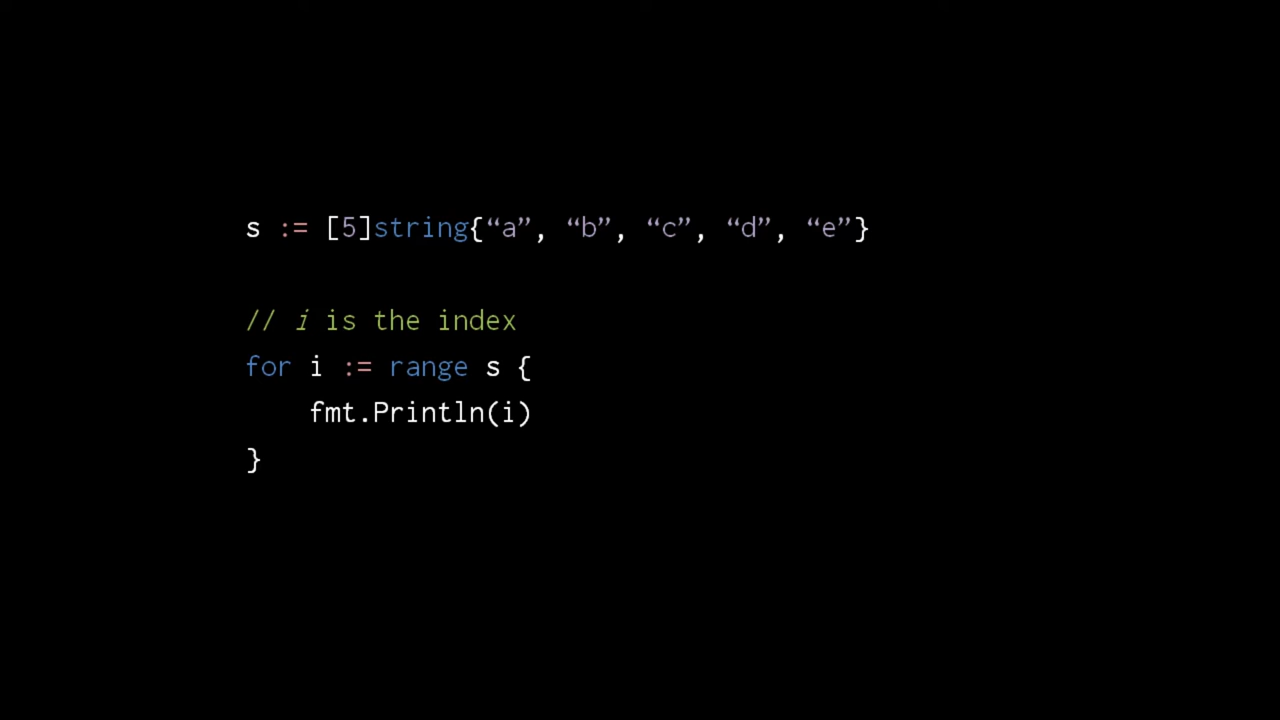 s := [5]string{“a”, “b”, “c”, “d”, “e”}
// i is the index
for i := range s {
    fmt.Println(i)
}